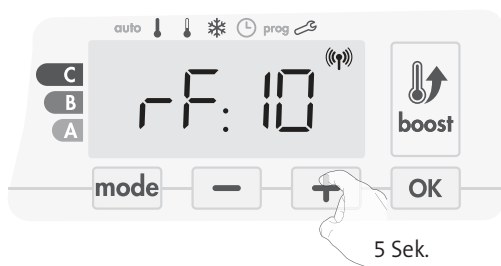 auto prog
C
B
A
rF: 10
boost
mode − + OK
5 Sek.